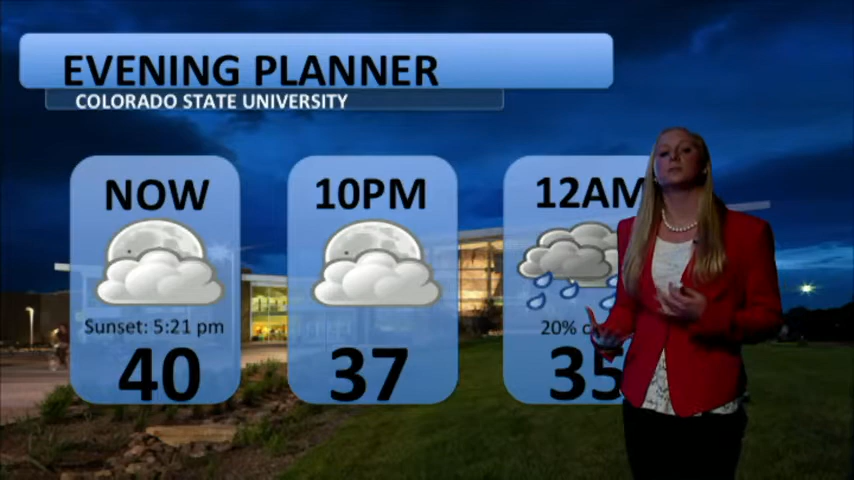 EVENING PLANNER
COLORADO STATE UNIVERSITY
NOW
10PM
12AM
Sunset: 5:21 pm
20%
40
37
35